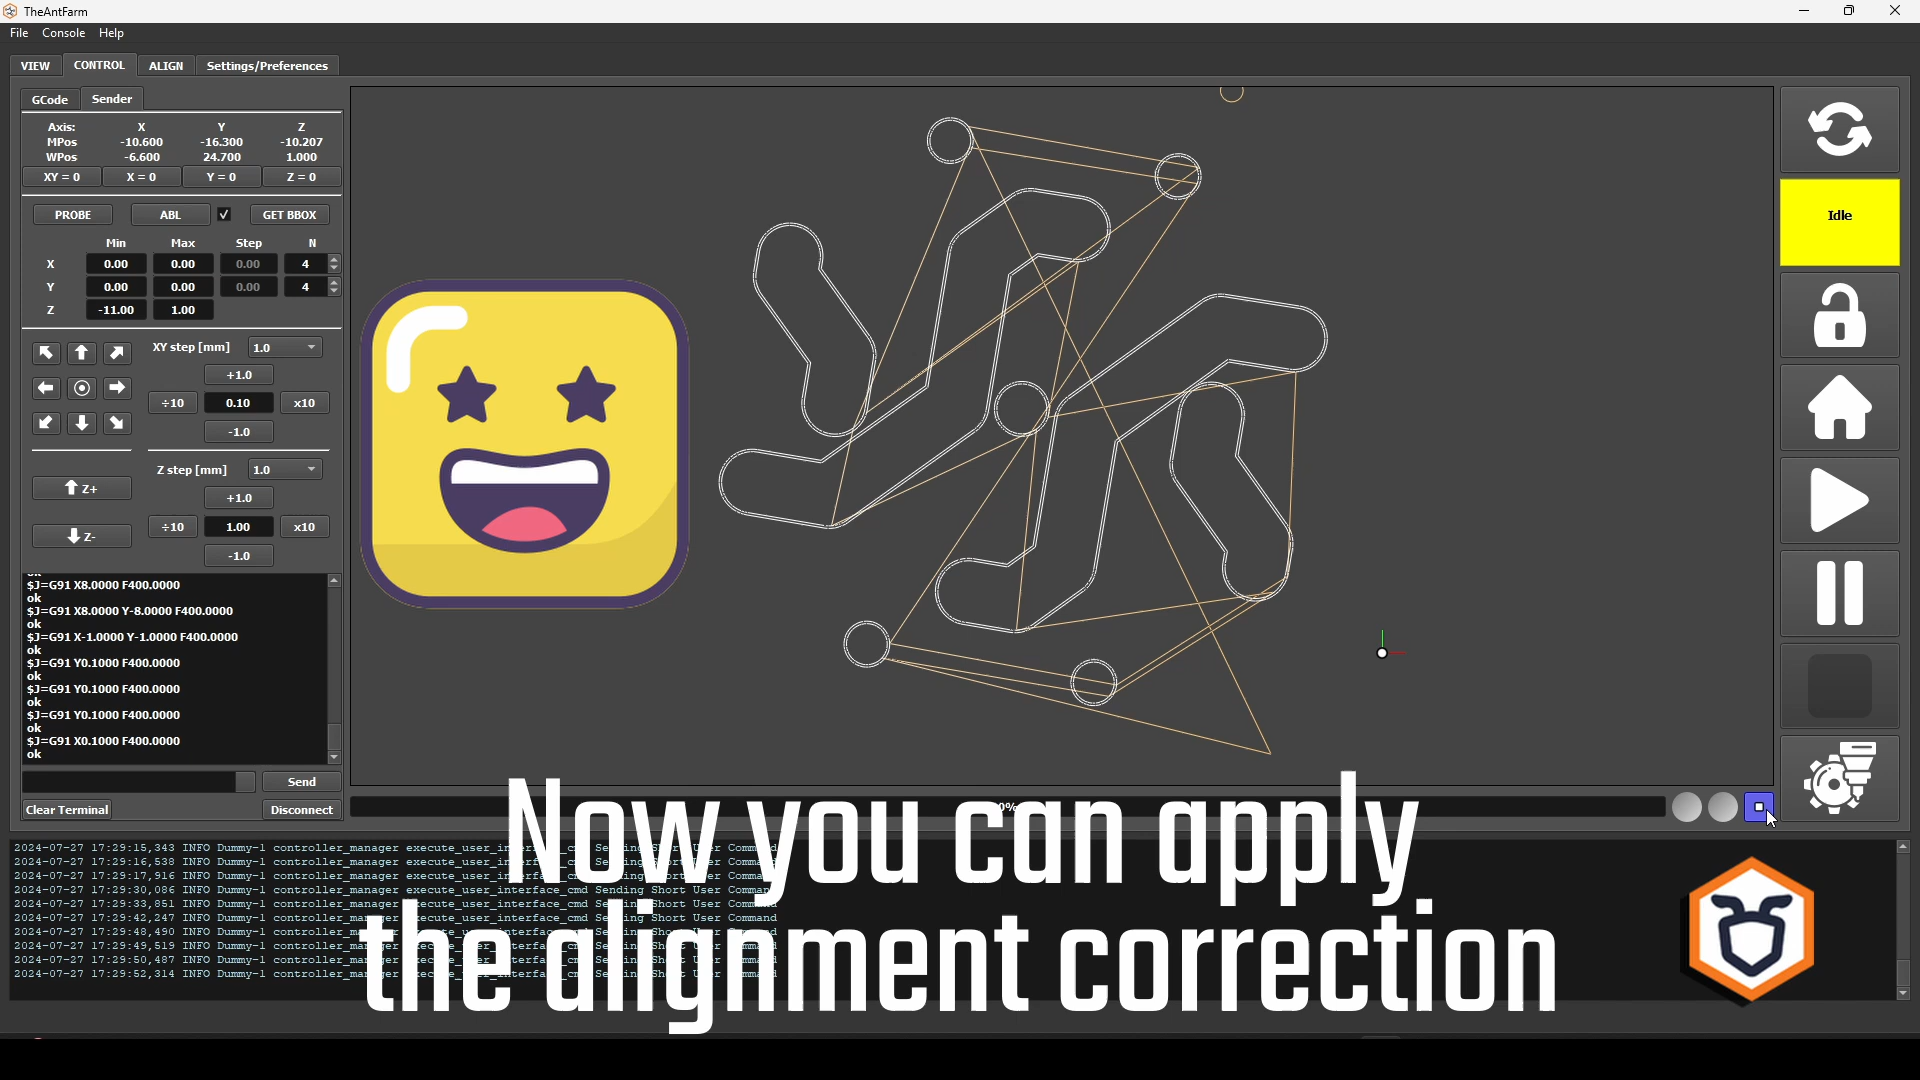 TheAntFarm
File Console Help
VIEW CONTROL ALIGN Settings/Preferences
GCode Sender
Axis: X Y Z
MPos -10.600 -16.300 -10.207
WPos -6.600 24.700 1.000
XY = 0 X = 0 Y = 0 Z = 0
PROBE ABL GET BBOX
Min Max Step N
X 0.00 0.00 0.00 4
Y 0.00 0.00 0.00 4
Z -11.00 1.00
XY step [mm] 1.0
+1.0
÷10 0.10 x10
-1.0
Z step [mm] 1.0
Z+ +1.0
÷10 1.00 x10
Z- -1.0
ok
$J=G91 X8.0000 F400.0000
ok
$J=G91 X8.0000 Y-8.0000 F400.0000
ok
$J=G91 X-1.0000 Y-1.0000 F400.0000
ok
$J=G91 Y0.1000 F400.0000
ok
$J=G91 Y0.1000 F400.0000
ok
$J=G91 Y0.1000 F400.0000
ok
$J=G91 X0.1000 F400.0000
ok
Send
Clear Terminal Disconnect
Idle
0%
Now you can apply
the alignment correction
2024-07-27 17:29:15,343 INFO Dummy-1 controller_manager
2024-07-27 17:29:16,538 INFO Dummy-1 controller_manager
2024-07-27 17:29:17,916 INFO Dummy-1 controller_manager execute_user_interface_cmd
2024-07-27 17:29:30,086 INFO Dummy-1 controller_manager execute_user_interface_cmd Sending Short User Command
2024-07-27 17:29:33,851 INFO Dummy-1
2024-07-27 17:29:42,247 INFO Dummy-1
2024-07-27 17:29:48,490 INFO Dummy-1
2024-07-27 17:29:49,519 INFO Dummy-1
2024-07-27 17:29:50,487 INFO Dummy-1
2024-07-27 17:29:52,314 INFO Dummy-1